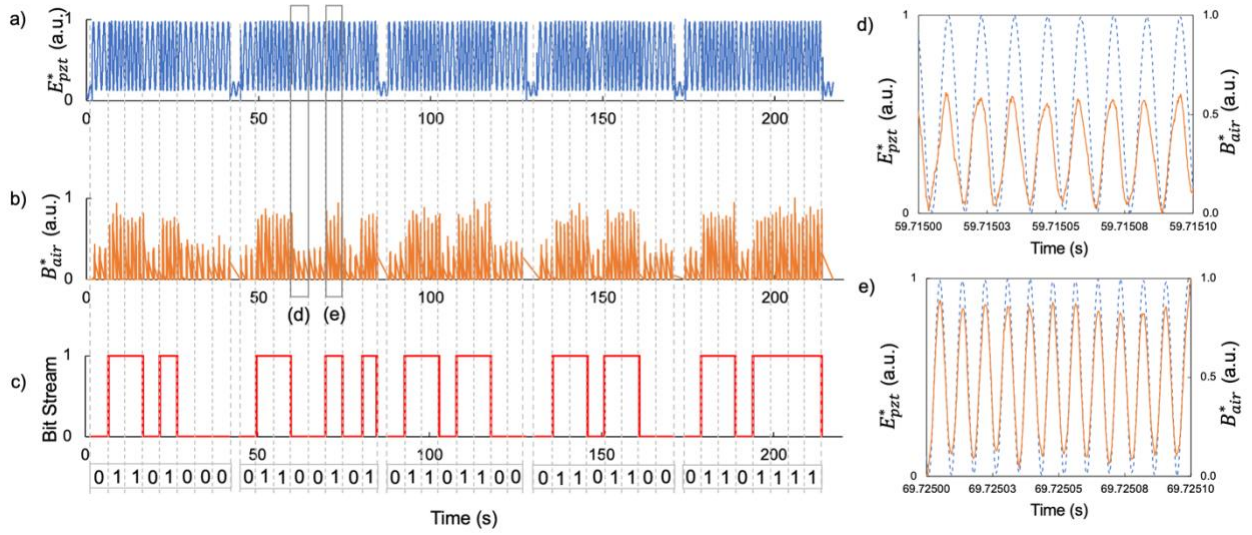 a)
E*pzt (a.u.)
1
0
0 50 100 150 200
b)
B*air (a.u.)
1
0
0 50 100 150 200
(d) (e)
c)
Bit Stream
1
0
0 50 100 150 200
0 1 1 0 1 0 0 0 0 1 1 0 0 1 0 1 0 1 1 0 1 1 0 0 0 1 1 0 1 1 0 0 0 1 1 0 1 1 1 1
Time (s)
d)
E*pzt (a.u.)
1
0
1.0
0.5
0.0
B*air (a.u.)
59.71500 59.71503 59.71505 59.71508 59.71510
Time (s)
e)
E*pzt (a.u.)
1
0
1.0
0.5
0.0
B*air (a.u.)
69.72500 69.72503 69.72505 69.72508 69.72510
Time (s)